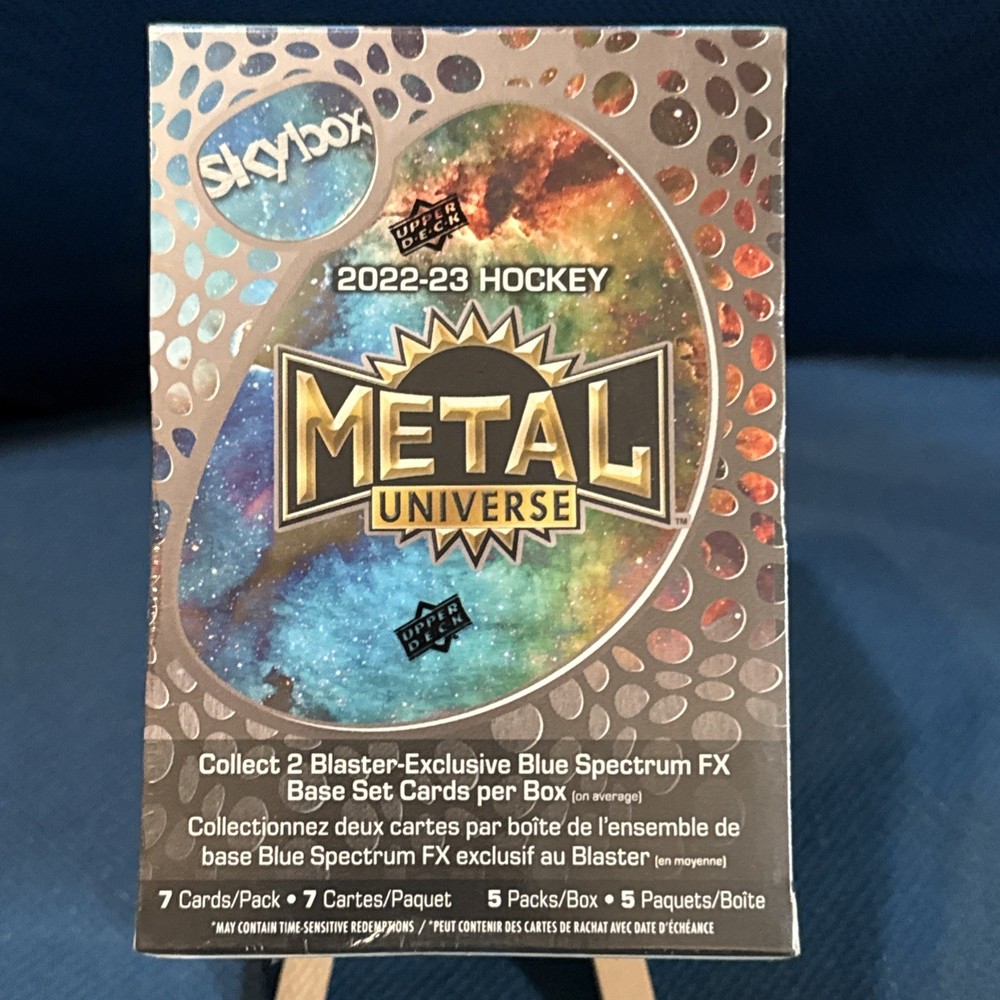 skybox
UPPER
D·E·C·K
2022-23 HOCKEY
METAL
UNIVERSE
TM
UPPER
DECK
Collect 2 Blaster-Exclusive Blue Spectrum FX
Base Set Cards per Box (on average)
Collectionnez deux cartes par boîte de l'ensemble de
base Blue Spectrum FX exclusif au Blaster (en moyenne)
7 Cards/Pack • 7 Cartes/Paquet 5 Packs/Box • 5 Paquets/Boîte
*MAY CONTAIN TIME-SENSITIVE REDEMPTIONS / *PEUT CONTENIR DES CARTES DE RACHAT AVEC DATE D'ÉCHÉANCE